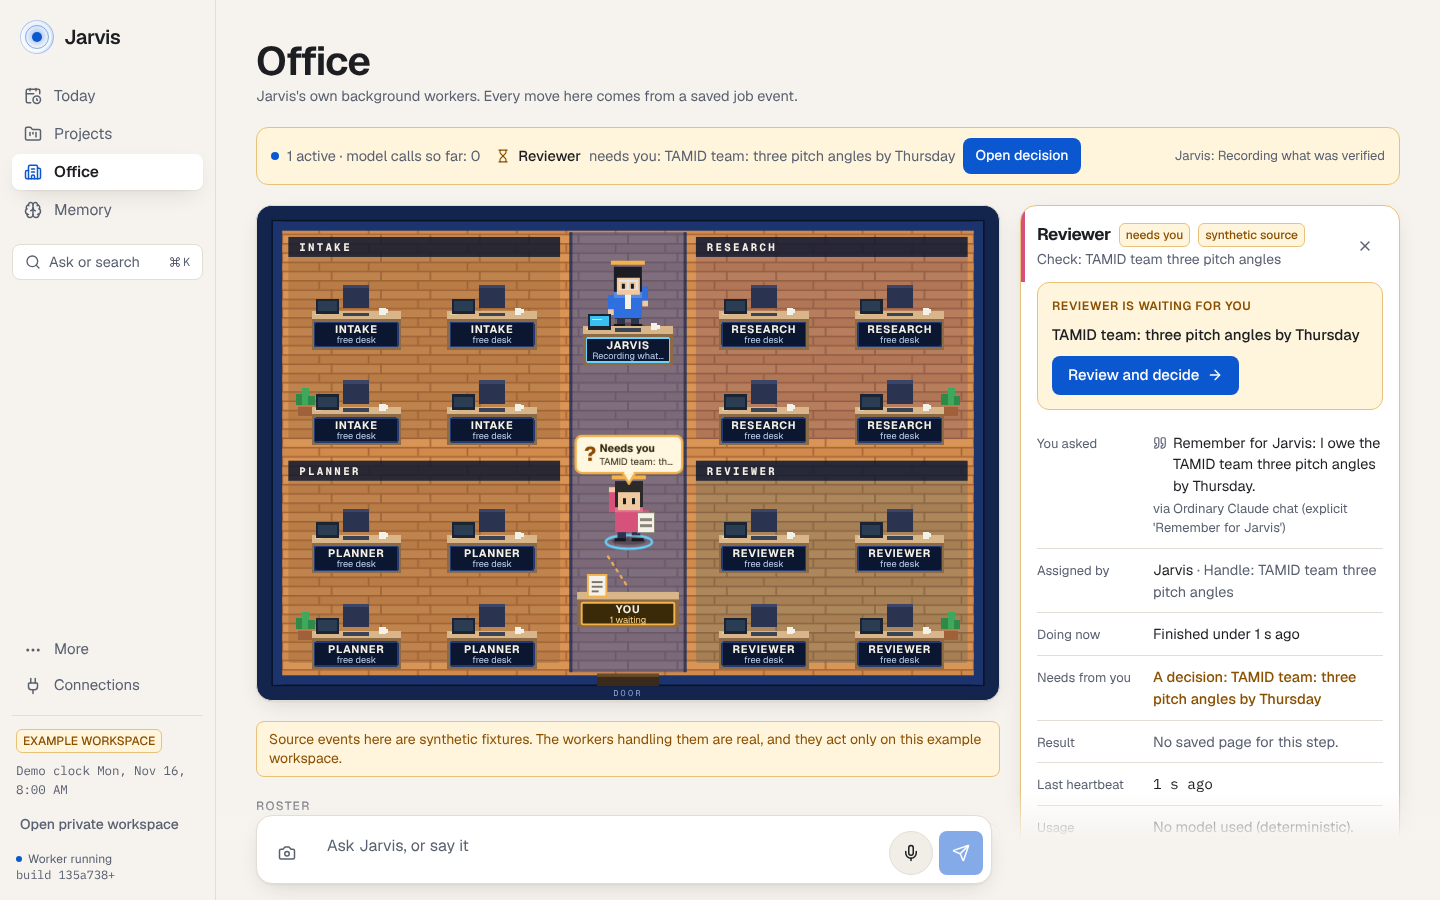 Jarvis
Today
Projects
Office
Memory
Ask or search ⌘ K
More
Connections
EXAMPLE WORKSPACE
Demo clock Mon, Nov 16,
8:00 AM
Open private workspace
Worker running
build 135a738+
Office
Jarvis's own background workers. Every move here comes from a saved job event.
1 active · model calls so far: 0 Reviewer needs you: TAMID team: three pitch angles by Thursday Open decision Jarvis: Recording what was verified
INTAKE
INTAKE
free desk
INTAKE
free desk
INTAKE
free desk
INTAKE
free desk
JARVIS
Recording what...
RESEARCH
RESEARCH
free desk
RESEARCH
free desk
RESEARCH
free desk
RESEARCH
free desk
? Needs you
TAMID team: th...
PLANNER
PLANNER
free desk
PLANNER
free desk
PLANNER
free desk
PLANNER
free desk
YOU
1 waiting
REVIEWER
REVIEWER
free desk
REVIEWER
free desk
REVIEWER
free desk
REVIEWER
free desk
DOOR
Source events here are synthetic fixtures. The workers handling them are real, and they act only on this example
workspace.
ROSTER
Ask Jarvis, or say it
Reviewer needs you synthetic source
Check: TAMID team three pitch angles
REVIEWER IS WAITING FOR YOU
TAMID team: three pitch angles by Thursday
Review and decide →
You asked Remember for Jarvis: I owe the
TAMID team three pitch angles
by Thursday.
via Ordinary Claude chat (explicit
'Remember for Jarvis')
Assigned by Jarvis · Handle: TAMID team three
pitch angles
Doing now Finished under 1 s ago
Needs from you A decision: TAMID team: three
pitch angles by Thursday
Result No saved page for this step.
Last heartbeat 1 s ago
Usage No model used (deterministic).